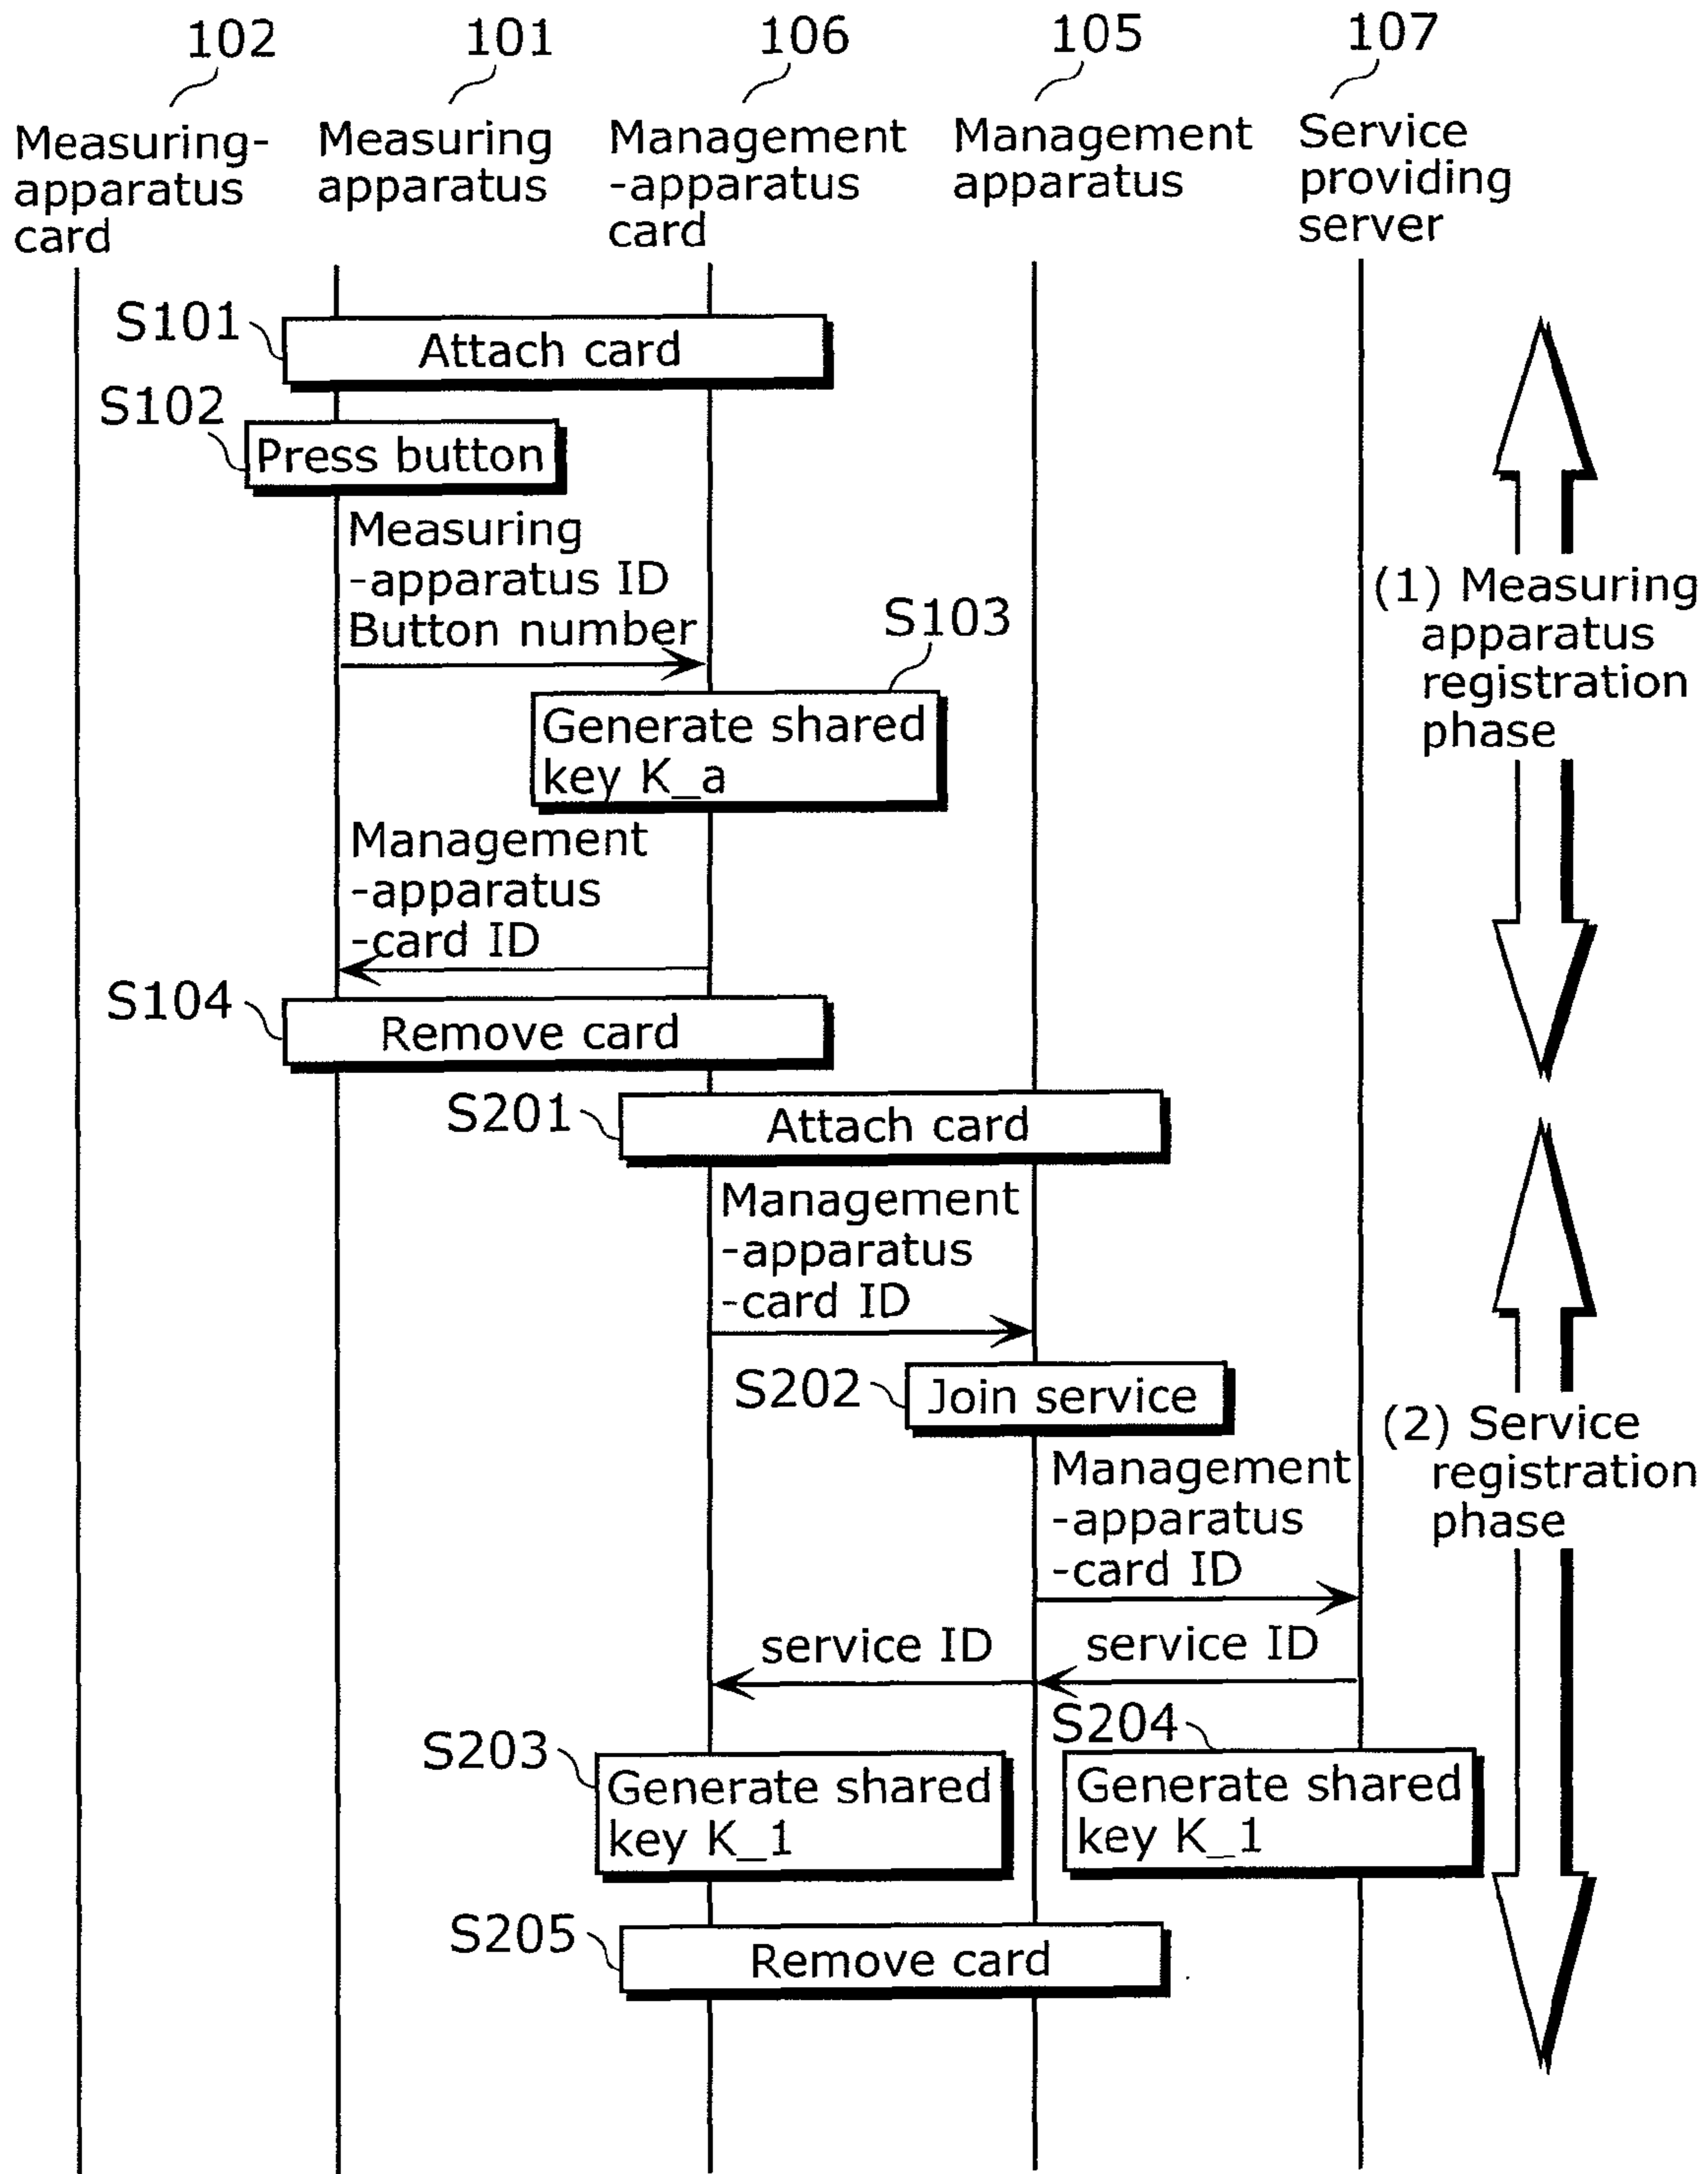 102
101
106
105
107
Measuring-
apparatus
card
Measuring
apparatus
Management
-apparatus
card
Management
apparatus
Service
providing
server
S101
Attach card
S102
Press button
Measuring
-apparatus ID
Button number
S103
Generate shared
key K_a
(1) Measuring
apparatus
registration
phase
Management
-apparatus
-card ID
S104
Remove card
S201
Attach card
Management
-apparatus
-card ID
S202
Join service
(2) Service
registration
phase
Management
-apparatus
-card ID
service ID
service ID
S203
Generate shared
key K_1
S204
Generate shared
key K_1
S205
Remove card